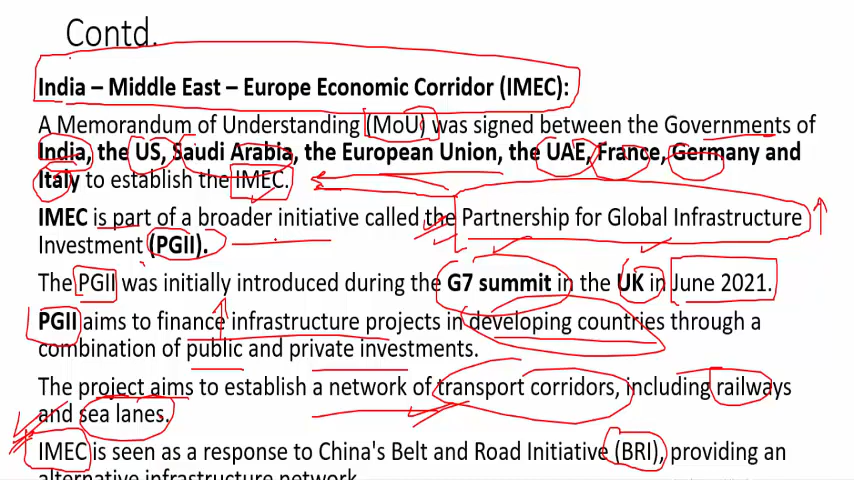 Contd.
India – Middle East – Europe Economic Corridor (IMEC):
A Memorandum of Understanding (MoU) was signed between the Governments of
India, the US, Saudi Arabia, the European Union, the UAE, France, Germany and
Italy to establish the IMEC.
IMEC is part of a broader initiative called the Partnership for Global Infrastructure
Investment (PGII).
The PGII was initially introduced during the G7 summit in the UK in June 2021.
PGII aims to finance infrastructure projects in developing countries through a
combination of public and private investments.
The project aims to establish a network of transport corridors, including railways
and sea lanes.
IMEC is seen as a response to China's Belt and Road Initiative (BRI), providing an
alternative infrastructure network.